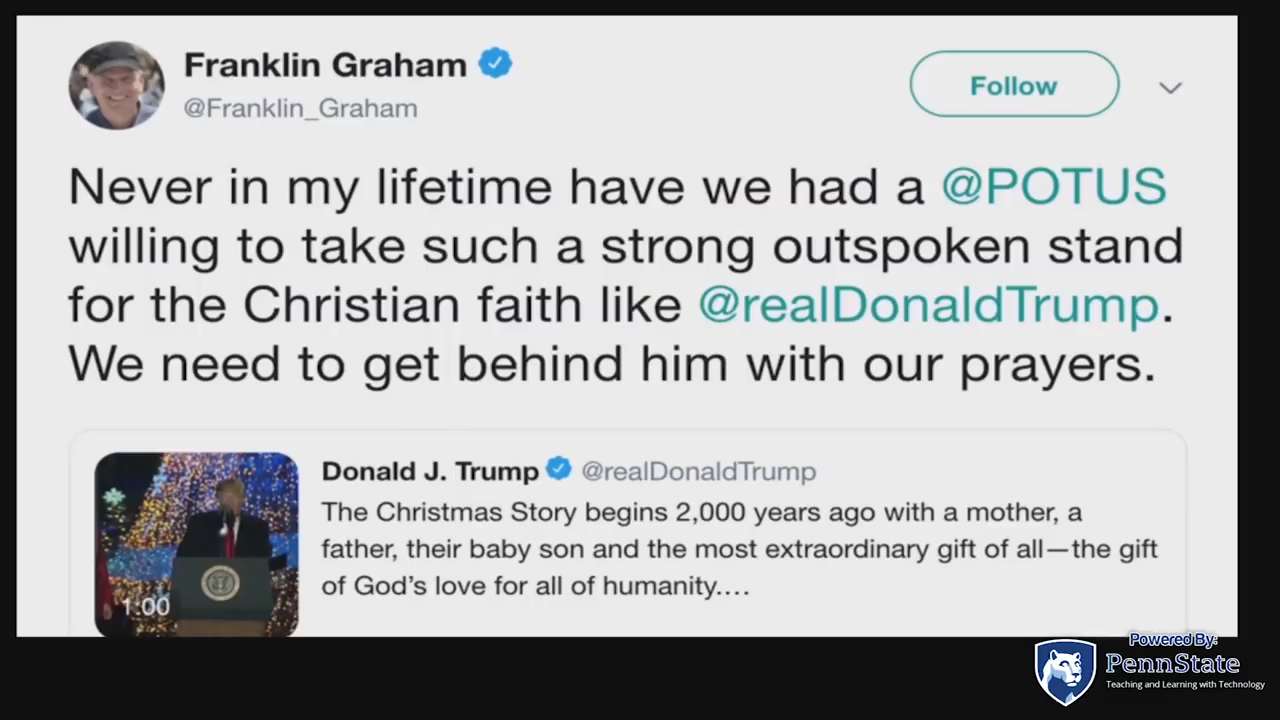 Franklin Graham
@Franklin_Graham
Follow
Never in my lifetime have we had a @POTUS
willing to take such a strong outspoken stand
for the Christian faith like @realDonaldTrump.
We need to get behind him with our prayers.
Donald J. Trump @realDonaldTrump
The Christmas Story begins 2,000 years ago with a mother, a
father, their baby son and the most extraordinary gift of all—the gift
of God's love for all of humanity....
1:00
Powered By:
PennState
Teaching and Learning with Technology